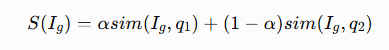 S(I_g) = αsim(I_g, q_1) + (1 − α)sim(I_g, q_2)